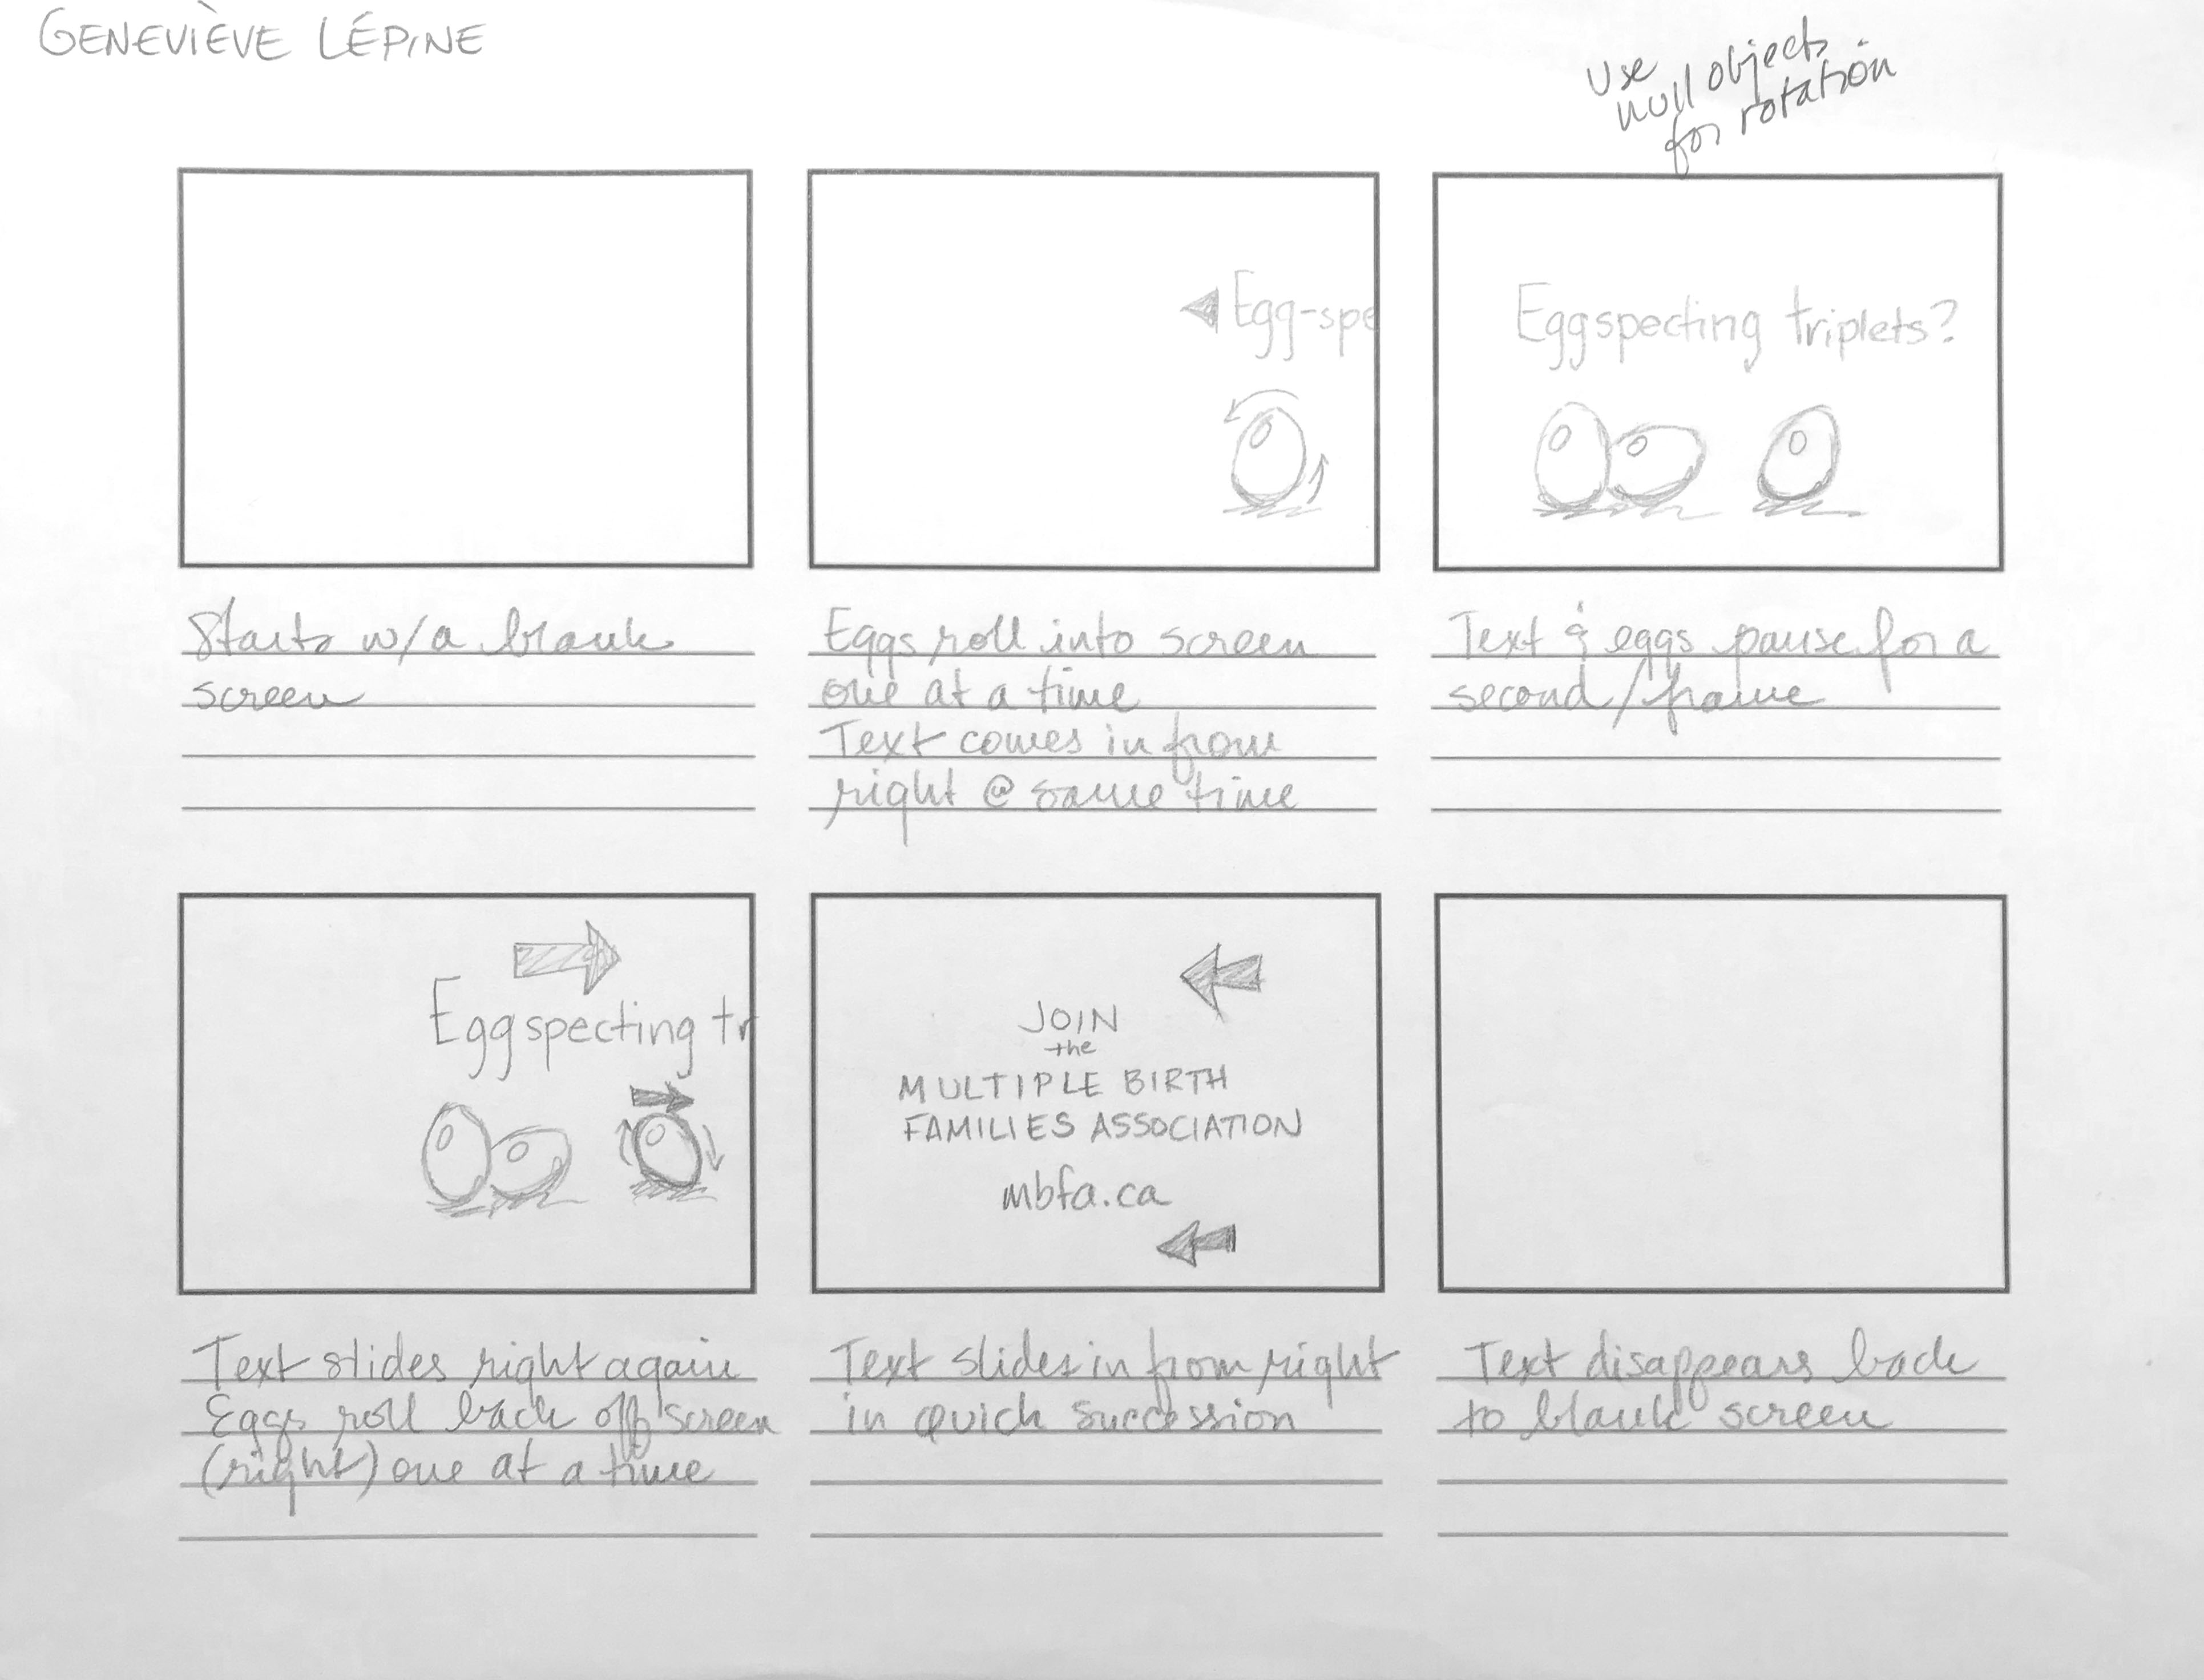 GENEVIÈVE LÉPINE
Use
null objects
for rotation
Egg-spe
Eggspecting triplets?
Starts w/a blank
screen
Eggs roll into screen
one at a time
Text comes in from
right @ same time
Text & eggs pause for a
second/frame
Eggspecting tr
JOIN
the
MULTIPLE BIRTH
FAMILIES ASSOCIATION
mbfa.ca
Text slides right again
Eggs roll back off screen
(right) one at a time
Text slides in from right
in quick succession
Text disappears back
to blank screen